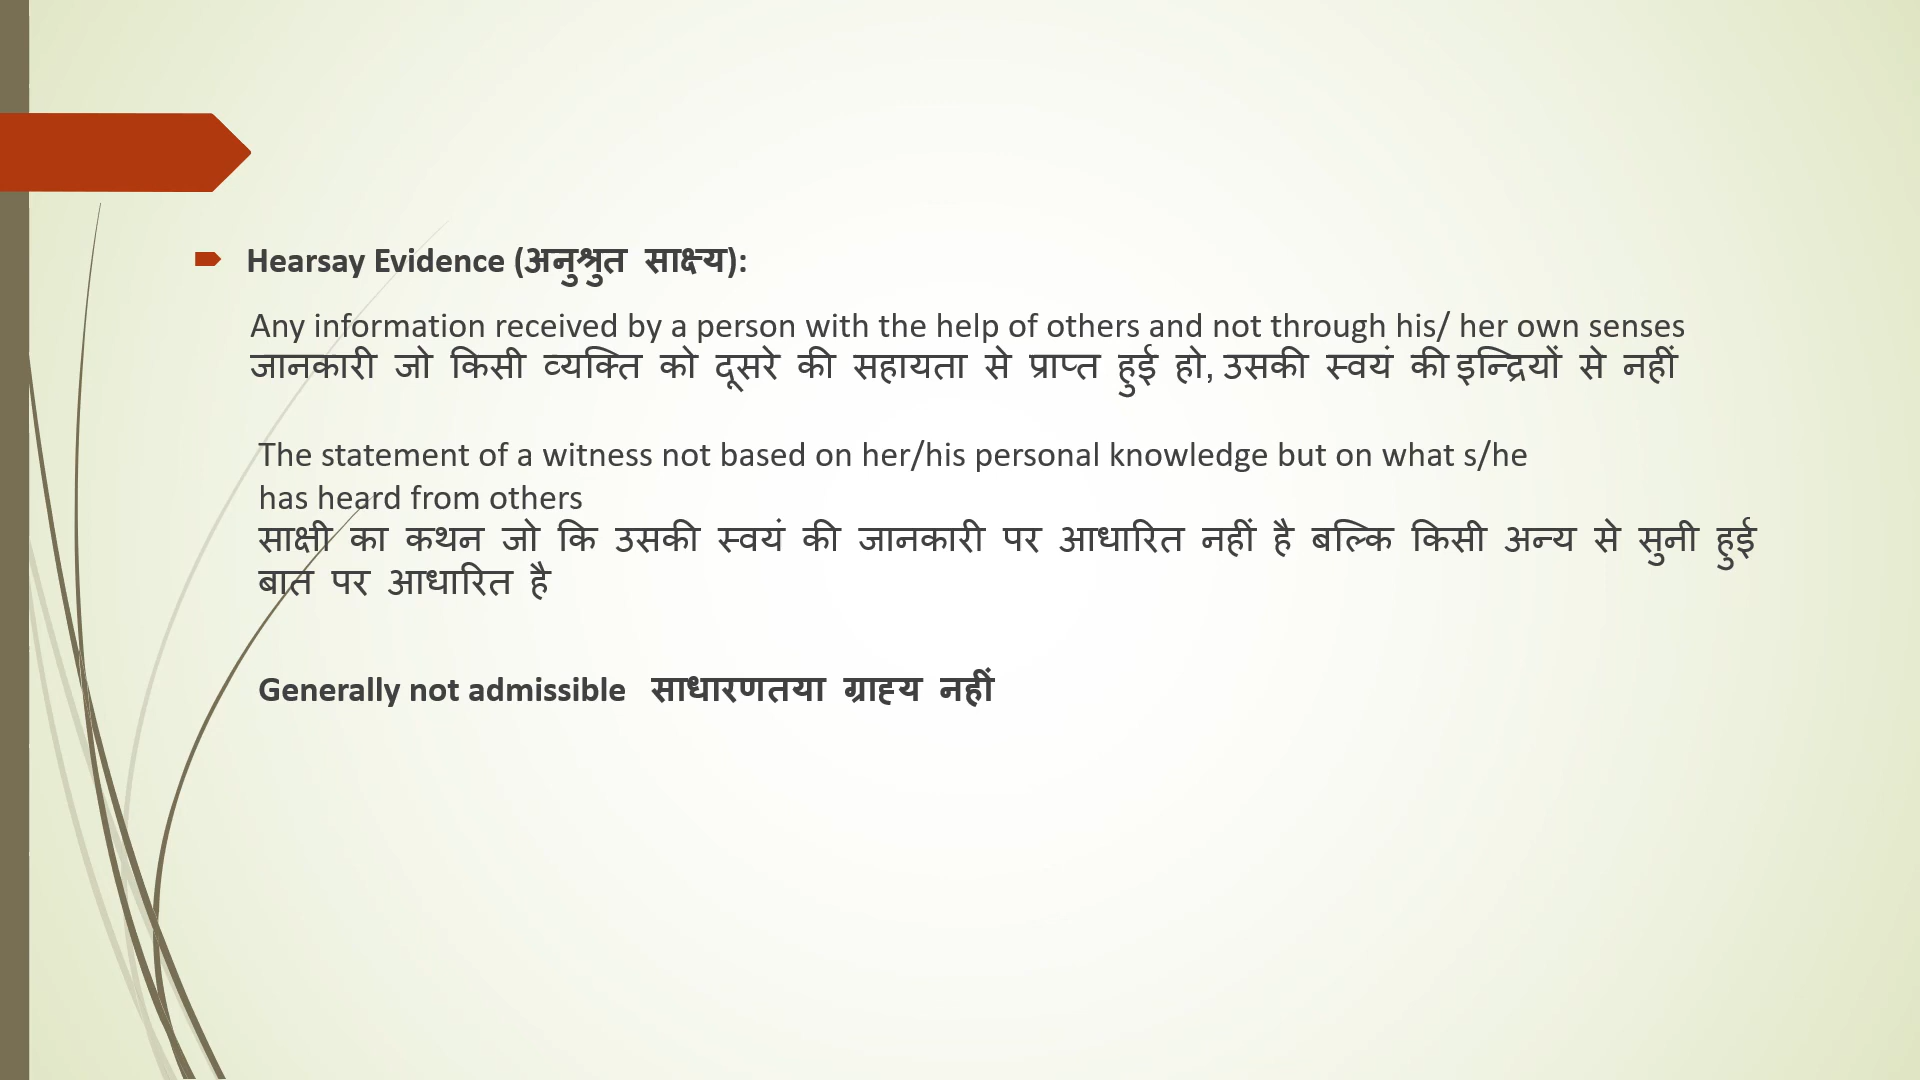 Hearsay Evidence (अनुश्रुत साक्ष्य):
Any information received by a person with the help of others and not through his/ her own senses
जानकारी जो किसी व्यक्ति को दूसरे की सहायता से प्राप्त हुई हो, उसकी स्वयं की इन्द्रियों से नहीं
The statement of a witness not based on her/his personal knowledge but on what s/he
has heard from others
साक्षी का कथन जो कि उसकी स्वयं की जानकारी पर आधारित नहीं है बल्कि किसी अन्य से सुनी हुई
बात पर आधारित है
Generally not admissible साधारणतया ग्राह्य नहीं